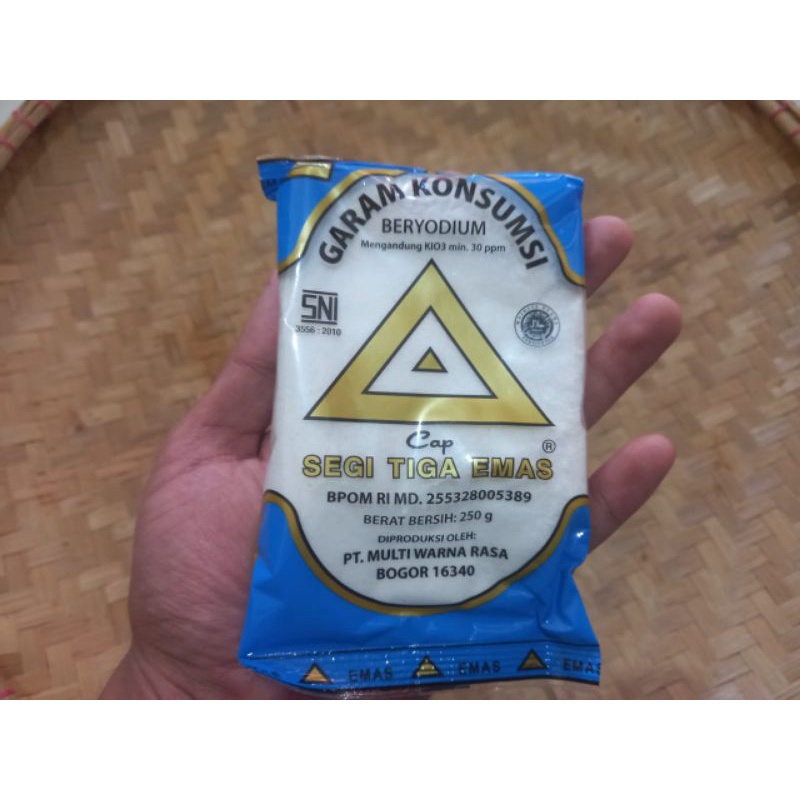 GARAM KONSUMSI
BERYODIUM
Mengandung KIO3 min. 30 ppm
SNI
3556 : 2010
Cap
SEGI TIGA EMAS ®
BPOM RI MD. 255328005389
BERAT BERSIH: 250 g
DIPRODUKSI OLEH:
PT. MULTI WARNA RASA
BOGOR 16340
EMAS EMAS EMAS